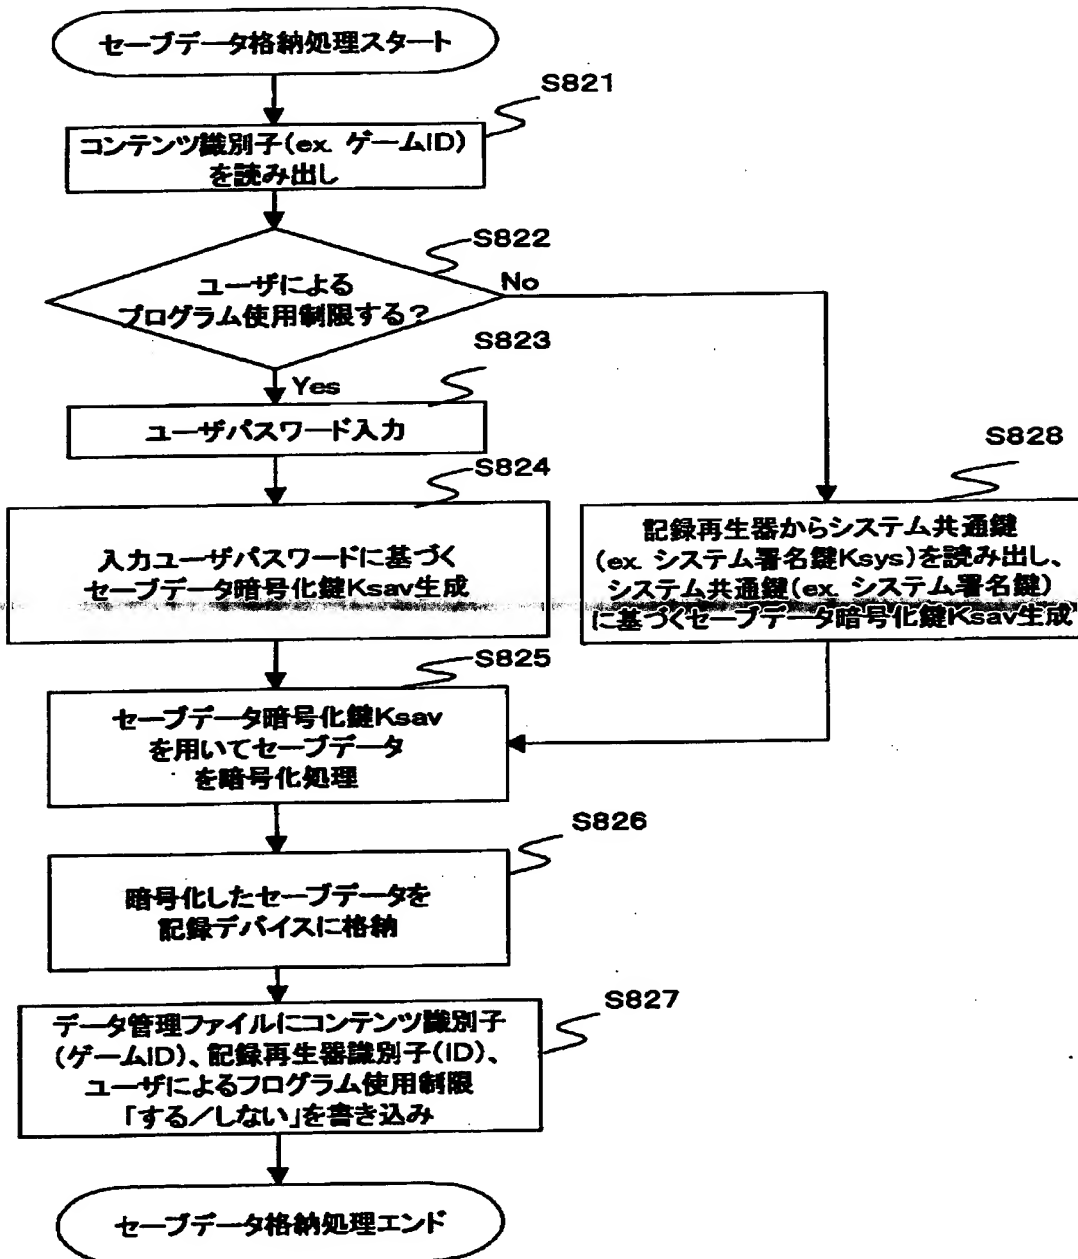 セーブデータ格納処理スタート
S821
コンテンツ識別子(ex. ゲームID)
を読み出し
S822
ユーザによる
プログラム使用制限する?
No
Yes
S823
ユーザパスワード入力
S824
入力ユーザパスワードに基づく
セーブデータ暗号化鍵Ksav生成
S828
記録再生器からシステム共通鍵
(ex. システム署名鍵Ksys)を読み出し、
システム共通鍵(ex. システム署名鍵)
に基づくセーブデータ暗号化鍵Ksav生成
S825
セーブデータ暗号化鍵Ksav
を用いてセーブデータ
を暗号化処理
S826
暗号化したセーブデータを
記録デバイスに格納
S827
データ管理ファイルにコンテンツ識別子
(ゲームID)、記録再生器識別子(ID)、
ユーザによるプログラム使用制限
「する/しない」を書き込み
セーブデータ格納処理エンド